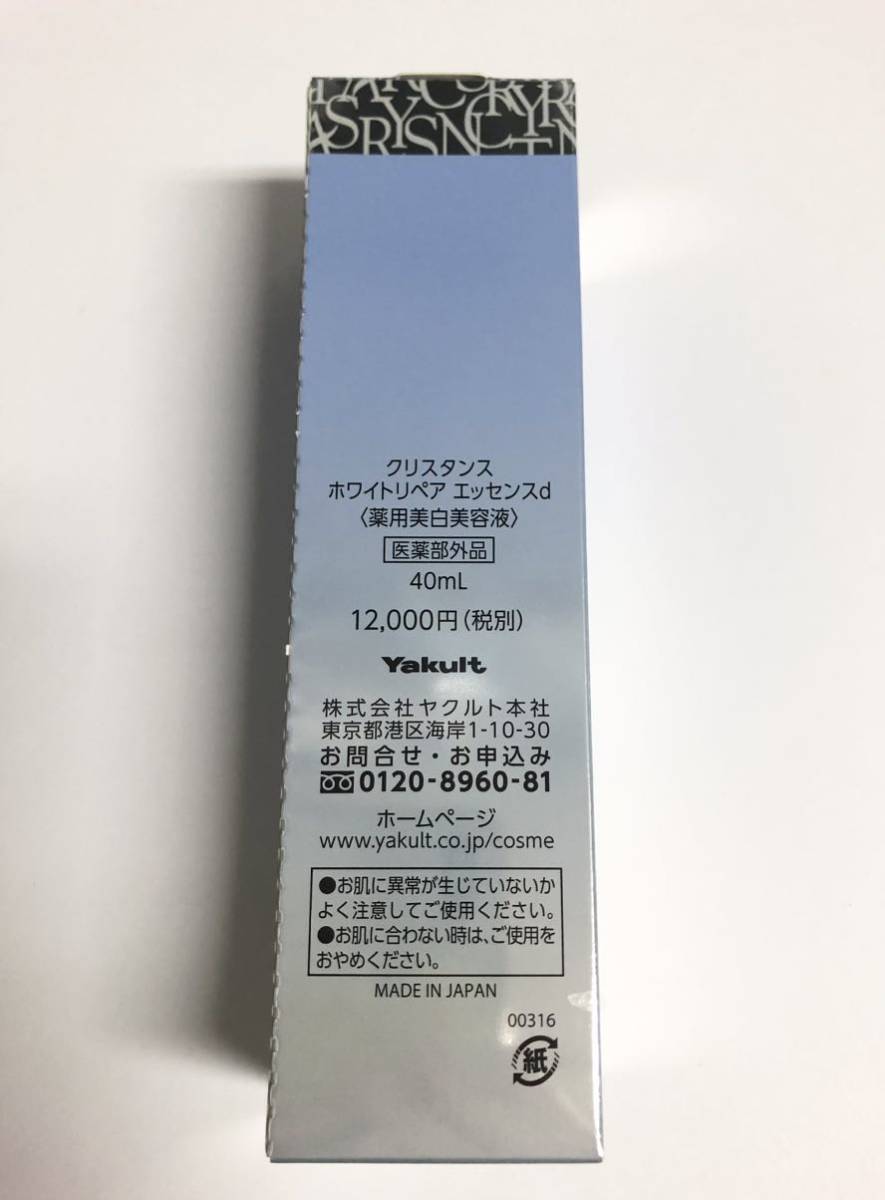 クリスタンス
ホワイトリペア エッセンスd
〈薬用美白美容液〉
医薬部外品
40mL
12,000円(税別)
Yakult
株式会社ヤクルト本社
東京都港区海岸1-10-30
お問合せ・お申込み
0120-8960-81
ホームページ
www.yakult.co.jp/cosme
●お肌に異常が生じていないか
よく注意してご使用ください。
●お肌に合わない時は、ご使用を
おやめください。
MADE IN JAPAN
00316
紙